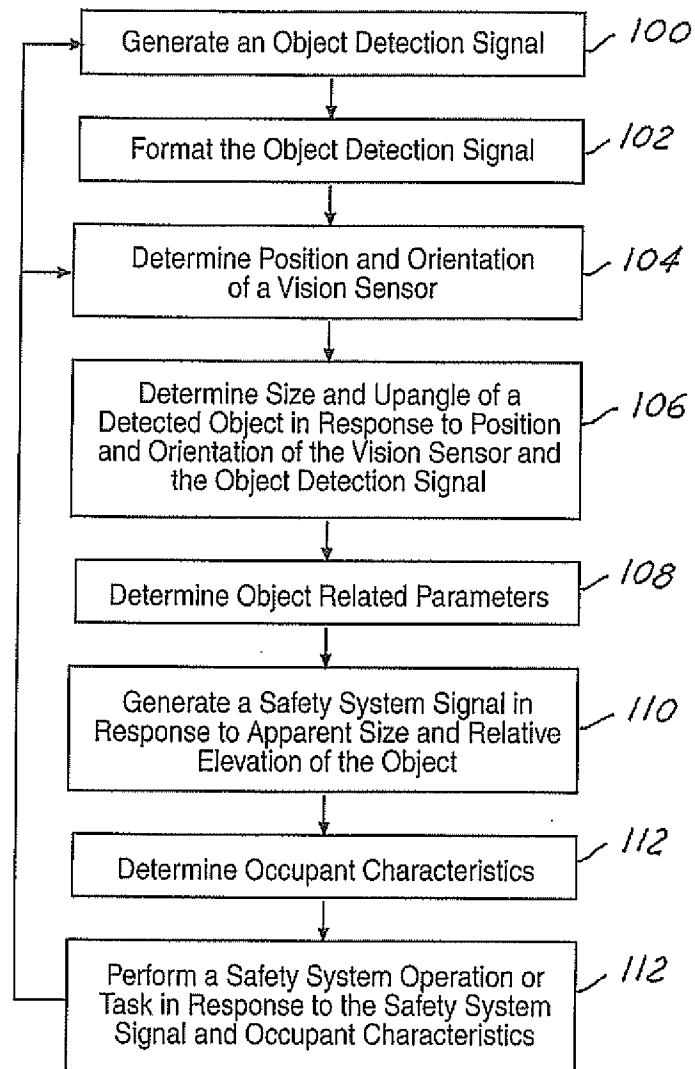 Generate an Object Detection Signal
100
Format the Object Detection Signal
102
Determine Position and Orientation
of a Vision Sensor
104
Determine Size and Upangle of a
Detected Object in Response to Position
and Orientation of the Vision Sensor and
the Object Detection Signal
106
Determine Object Related Parameters
108
Generate a Safety System Signal in
Response to Apparent Size and Relative
Elevation of the Object
110
Determine Occupant Characteristics
112
Perform a Safety System Operation or
Task in Response to the Safety System
Signal and Occupant Characteristics
112